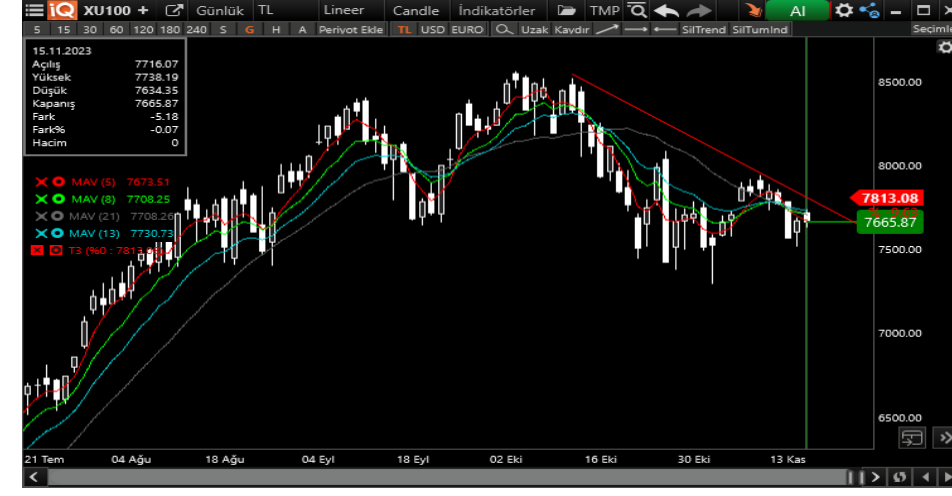 iQ XU100 + Günlük TL Lineer Candle İndikatörler TMP AI
5 15 30 60 120 180 240 S G H A Periyot Ekle TL USD EURO Uzak Kaydır SilTrend SilTumInd Seçimle
15.11.2023
Açılış 7716.07
Yüksek 7738.19
Düşük 7634.35
Kapanış 7665.87
Fark -5.18
Fark% -0.07
Hacim 0
8500.00
8000.00
MAV (5) 7673.51
MAV (8) 7708.25
MAV (21) 7708.26
MAV (13) 7730.73
T3 (%0 : 7813.08)
7813.08
7665.87
7500.00
7000.00
6500.00
21 Tem 04 Ağu 18 Ağu 04 Eyl 18 Eyl 02 Eki 16 Eki 30 Eki 13 Kas